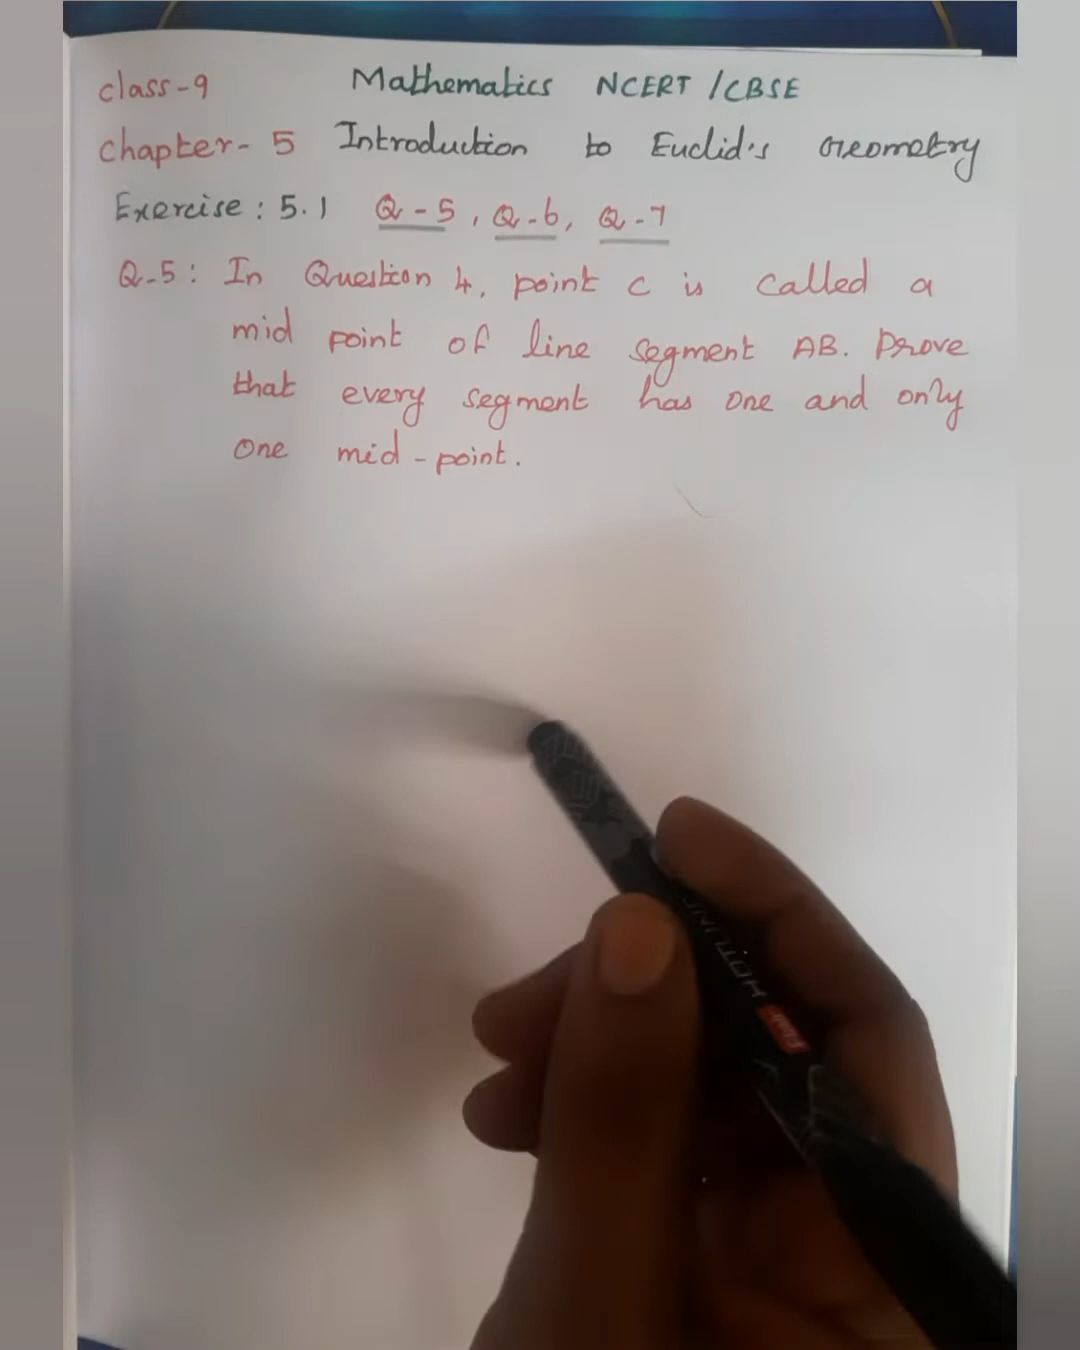 class-9 Mathematics NCERT /CBSE
chapter- 5 Introduction to Euclid's Geometry
Exercise : 5.1 Q-5, Q-6, Q-7
Q-5: In Question 4, point c is called a
mid point of line segment AB. prove
that every segment has one and only
one mid-point.
HOTLINE